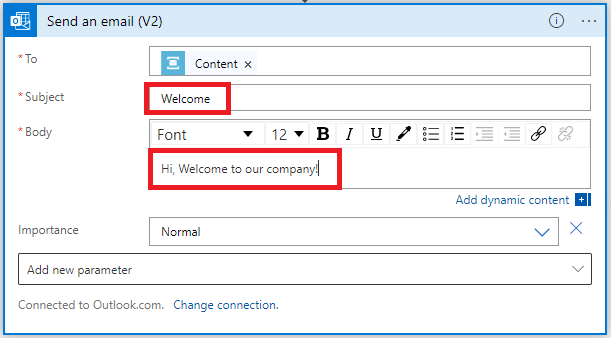 Send an email (V2)
* To
Content ×
* Subject
Welcome
* Body
Font 12 B I U
Hi, Welcome to our company!
Add dynamic content
Importance
Normal
Add new parameter
Connected to Outlook.com. Change connection.